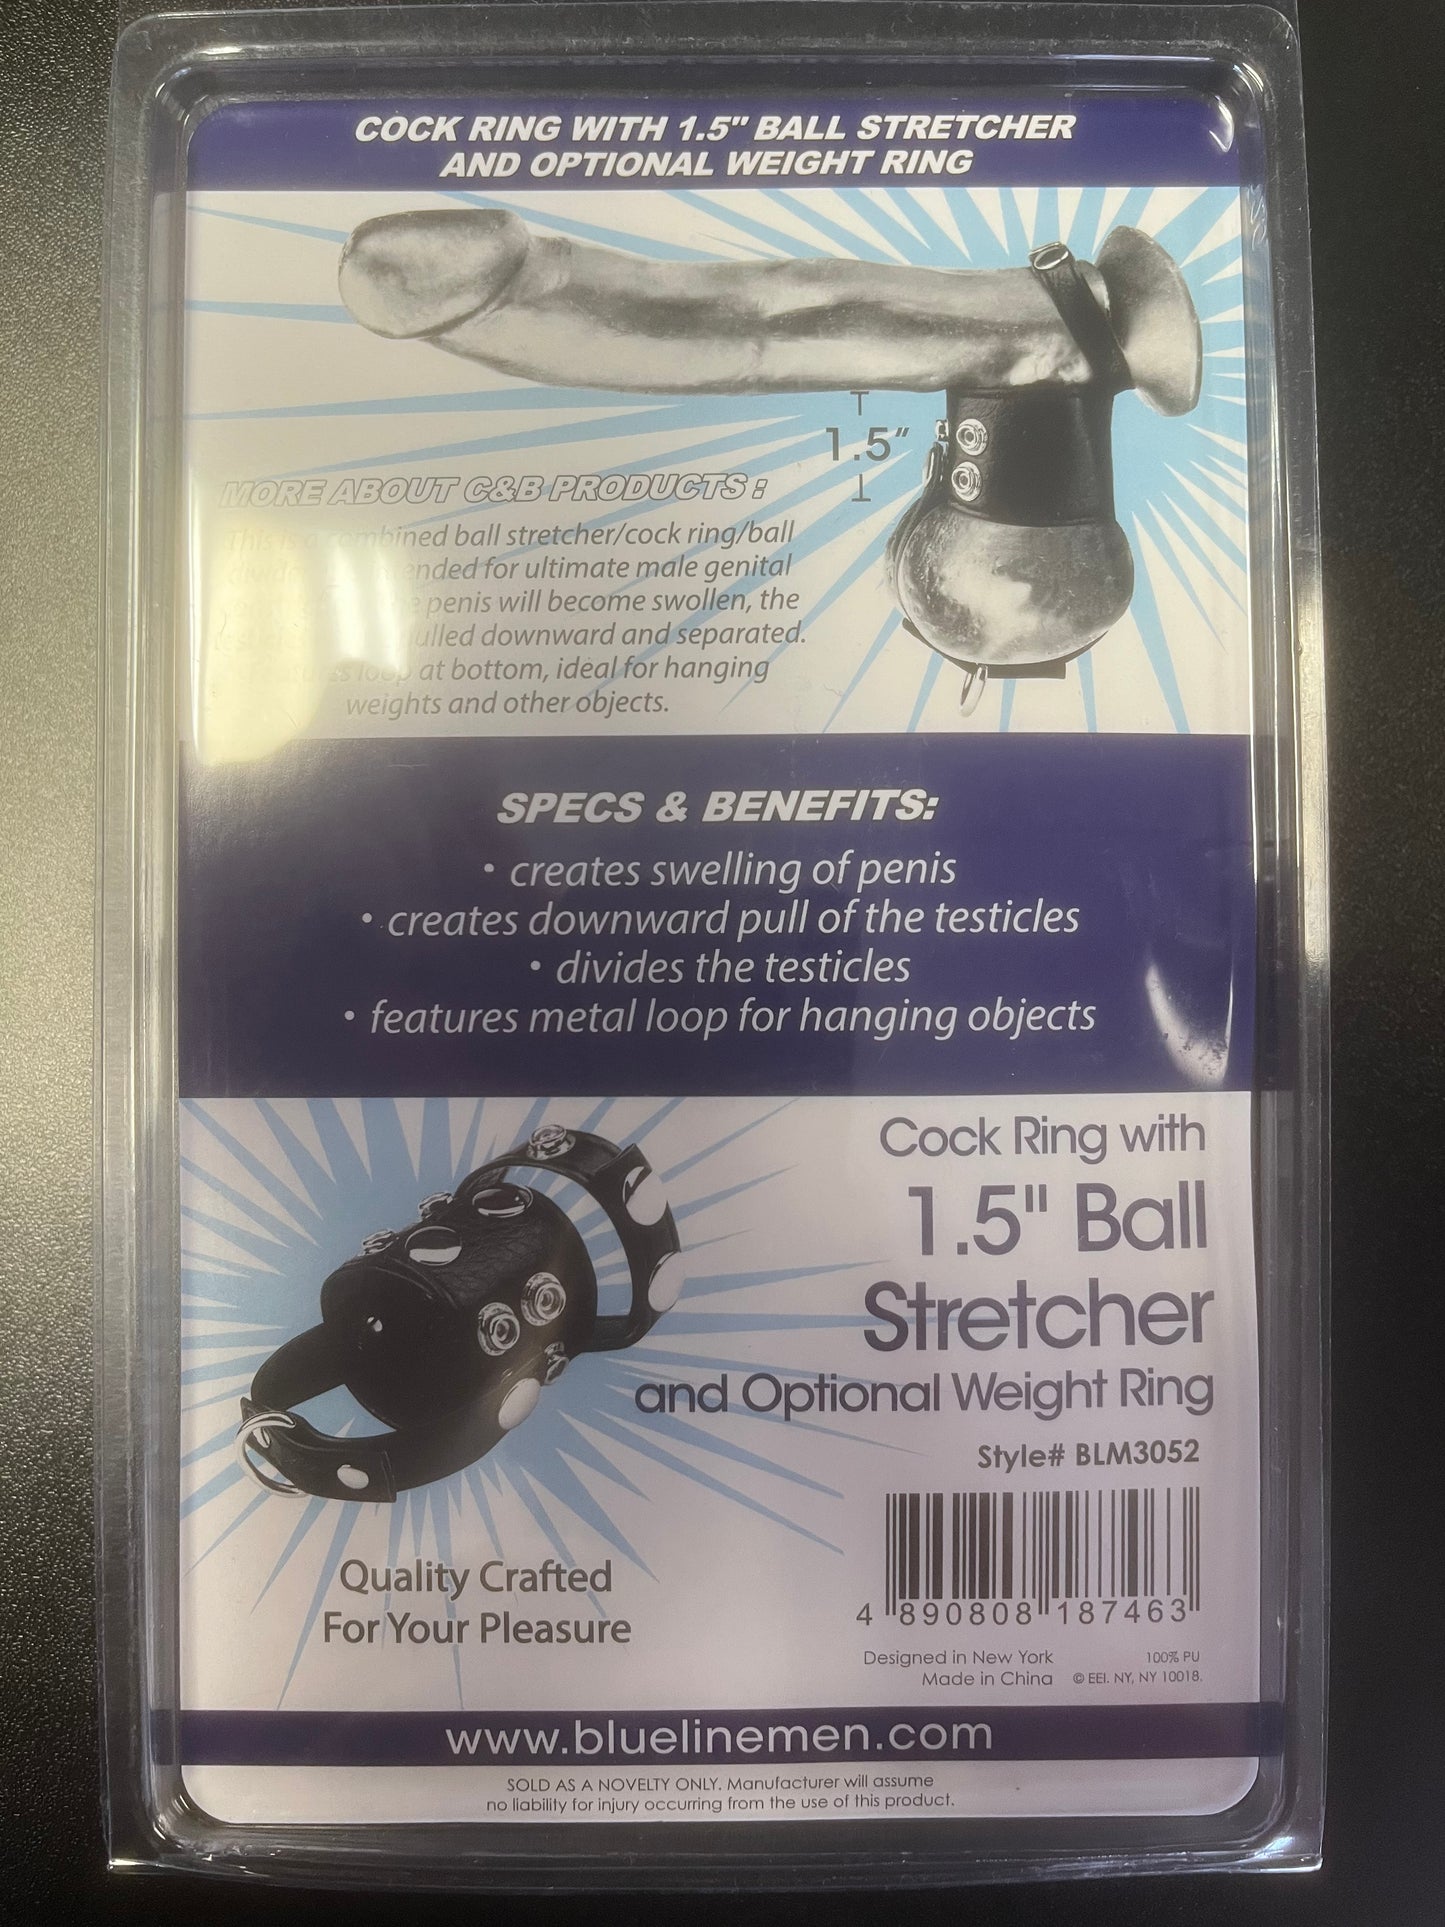 COCK RING WITH 1.5" BALL STRETCHER
AND OPTIONAL WEIGHT RING
1.5"
MORE ABOUT C&B PRODUCTS:
This is a combined ball stretcher/cock ring/ball
for ultimate male genital
penis will become swollen, the
pulled downward and separated.
loop at bottom, ideal for hanging
weights and other objects.
SPECS & BENEFITS:
• creates swelling of penis
• creates downward pull of the testicles
• divides the testicles
• features metal loop for hanging objects
Cock Ring with
1.5" Ball
Stretcher
and Optional Weight Ring
Style# BLM3052
4 890808 187463
Quality Crafted
For Your Pleasure
Designed in New York 100% PU
Made in China © EEI. NY, NY 10018.
www.bluelinemen.com
SOLD AS A NOVELTY ONLY. Manufacturer will assume
no liability for injury occurring from the use of this product.